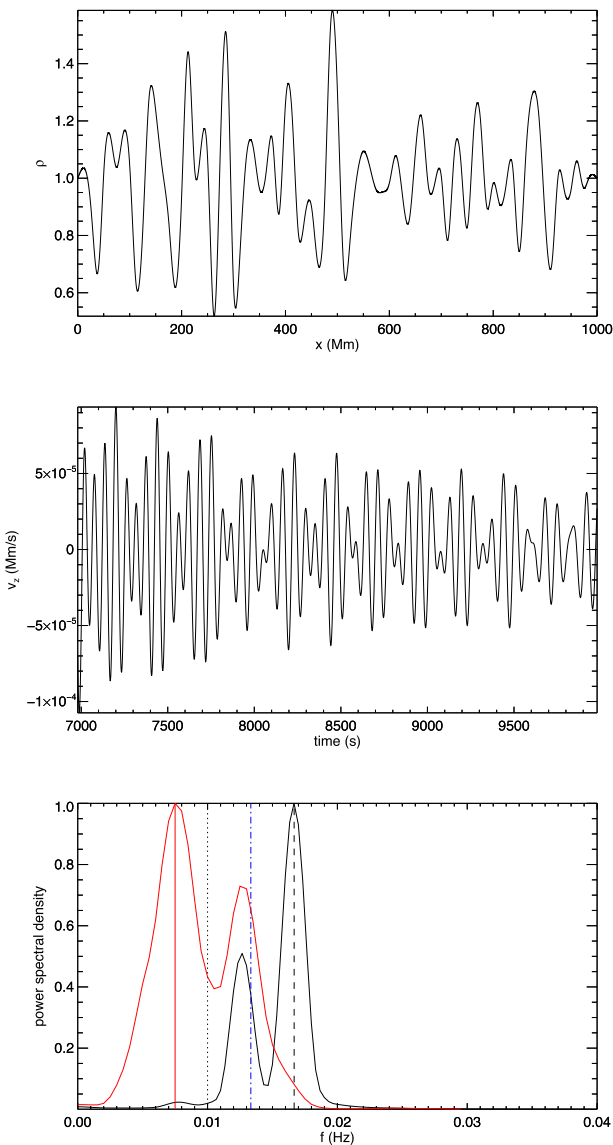 1.4
1.2
1.0
0.8
0.6
ρ
0 200 400 600 800 1000
x (Mm)
5×10⁻⁵
0
−5×10⁻⁵
−1×10⁻⁴
v_z (Mm/s)
7000 7500 8000 8500 9000 9500
time (s)
1.0
0.8
0.6
0.4
0.2
power spectral density
0.00 0.01 0.02 0.03 0.04
f (Hz)